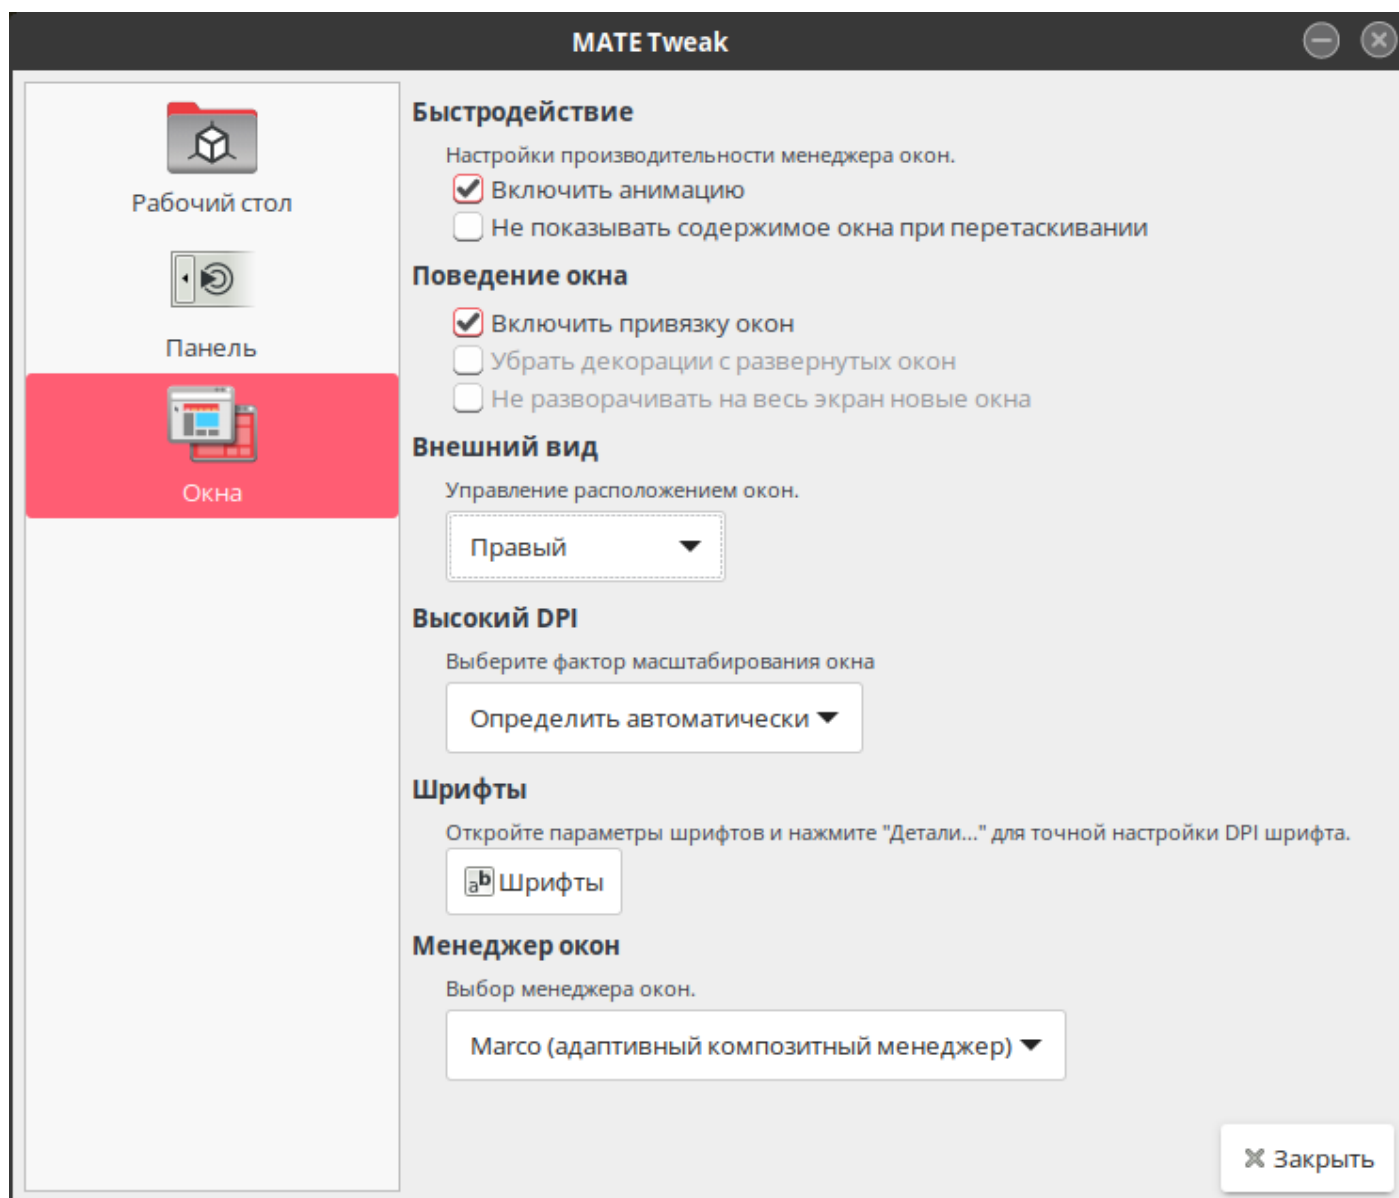 MATE Tweak
Рабочий стол
Панель
Окна
Быстродействие
Настройки производительности менеджера окон.
Включить анимацию
Не показывать содержимое окна при перетаскивании
Поведение окна
Включить привязку окон
Убрать декорации с развернутых окон
Не разворачивать на весь экран новые окна
Внешний вид
Управление расположением окон.
Правый
Высокий DPI
Выберите фактор масштабирования окна
Определить автоматически
Шрифты
Откройте параметры шрифтов и нажмите "Детали..." для точной настройки DPI шрифта.
ab Шрифты
Менеджер окон
Выбор менеджера окон.
Marco (адаптивный композитный менеджер)
Закрыть